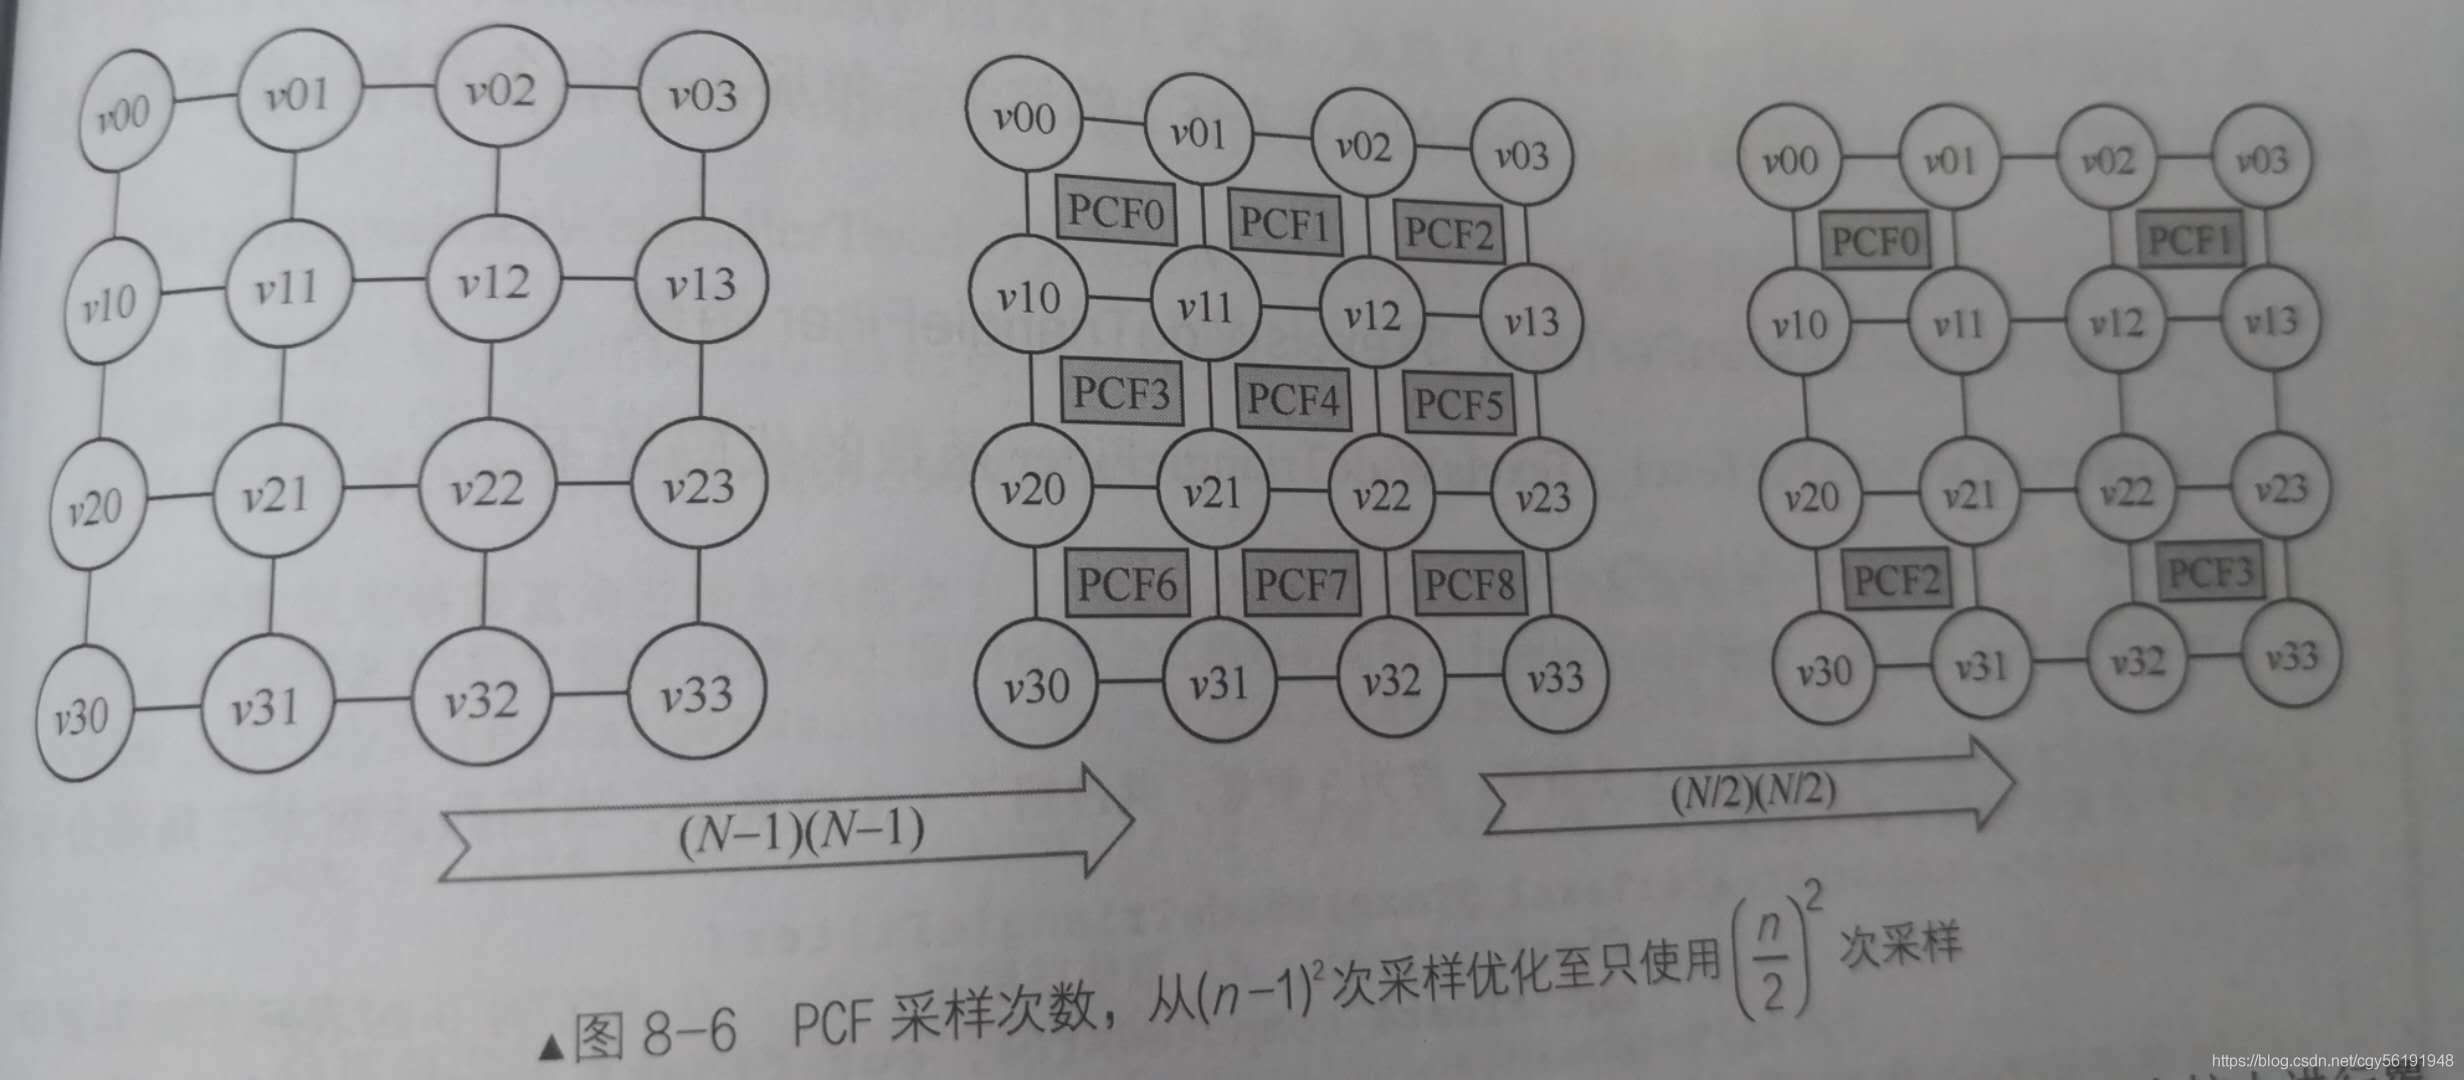 v00 v01 v02 v03
v10 v11 v12 v13
v20 v21 v22 v23
v30 v31 v32 v33
(N−1)(N−1)
v00 v01 v02 v03
PCF0 PCF1 PCF2
v10 v11 v12 v13
PCF3 PCF4 PCF5
v20 v21 v22 v23
PCF6 PCF7 PCF8
v30 v31 v32 v33
(N/2)(N/2)
v00 v01 v02 v03
PCF0 PCF1
v10 v11 v12 v13
v20 v21 v22 v23
PCF2 PCF3
v30 v31 v32 v33
▲图 8−6 PCF 采样次数，从(n−1)²次采样优化至只使用(n/2)²次采样
https://blog.csdn.net/cgy56191948